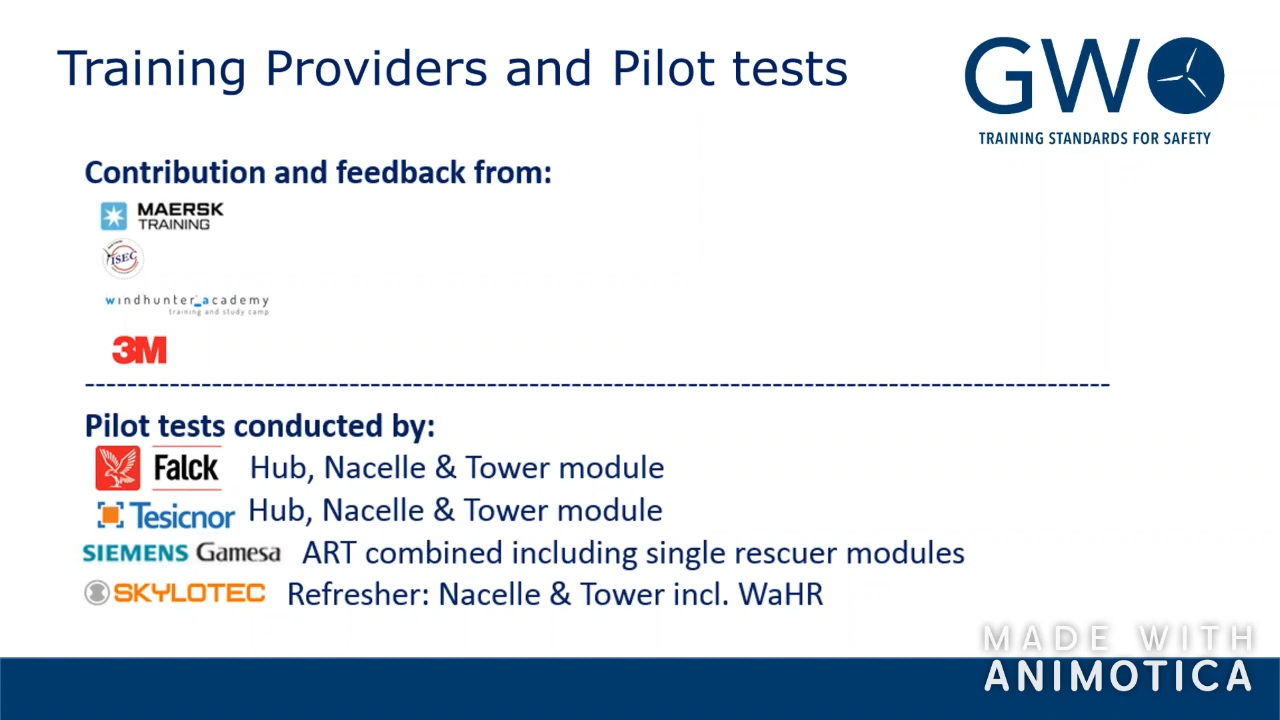 Training Providers and Pilot tests
GWO
TRAINING STANDARDS FOR SAFETY
Contribution and feedback from:
MAERSK
TRAINING
ISEC
windhunter_academy
training and study camp
3M
Pilot tests conducted by:
Falck Hub, Nacelle & Tower module
Tesicnor Hub, Nacelle & Tower module
SIEMENS Gamesa ART combined including single rescuer modules
SKYLOTEC Refresher: Nacelle & Tower incl. WaHR
MADE WITH
ANIMOTICA